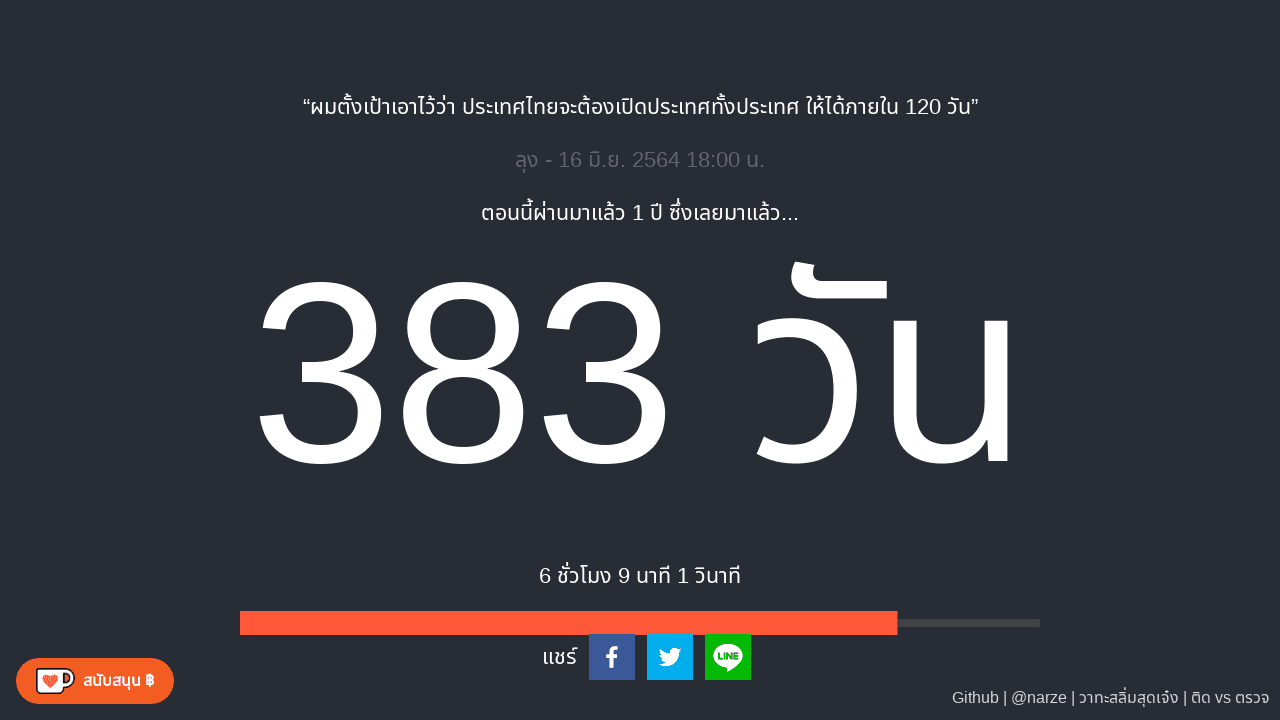 “ผมตั้งเป้าเอาไว้ว่า ประเทศไทยจะต้องเปิดประเทศทั้งประเทศ ให้ได้ภายใน 120 วัน”
ลุง - 16 มิ.ย. 2564 18:00 น.
ตอนนี้ผ่านมาแล้ว 1 ปี ซึ่งเลยมาแล้ว...
383 วัน
6 ชั่วโมง 9 นาที 1 วินาที
แชร์
LINE
สนับสนุน ฿
Github | @narze | วาทะสลิ่มสุดเจ๋ง | ติด vs ตรวจ